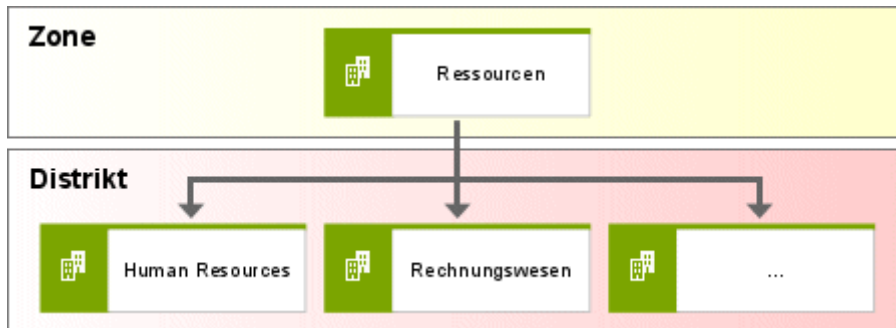 Zone
Ressourcen
Distrikt
Human Resources
Rechnungswesen
...